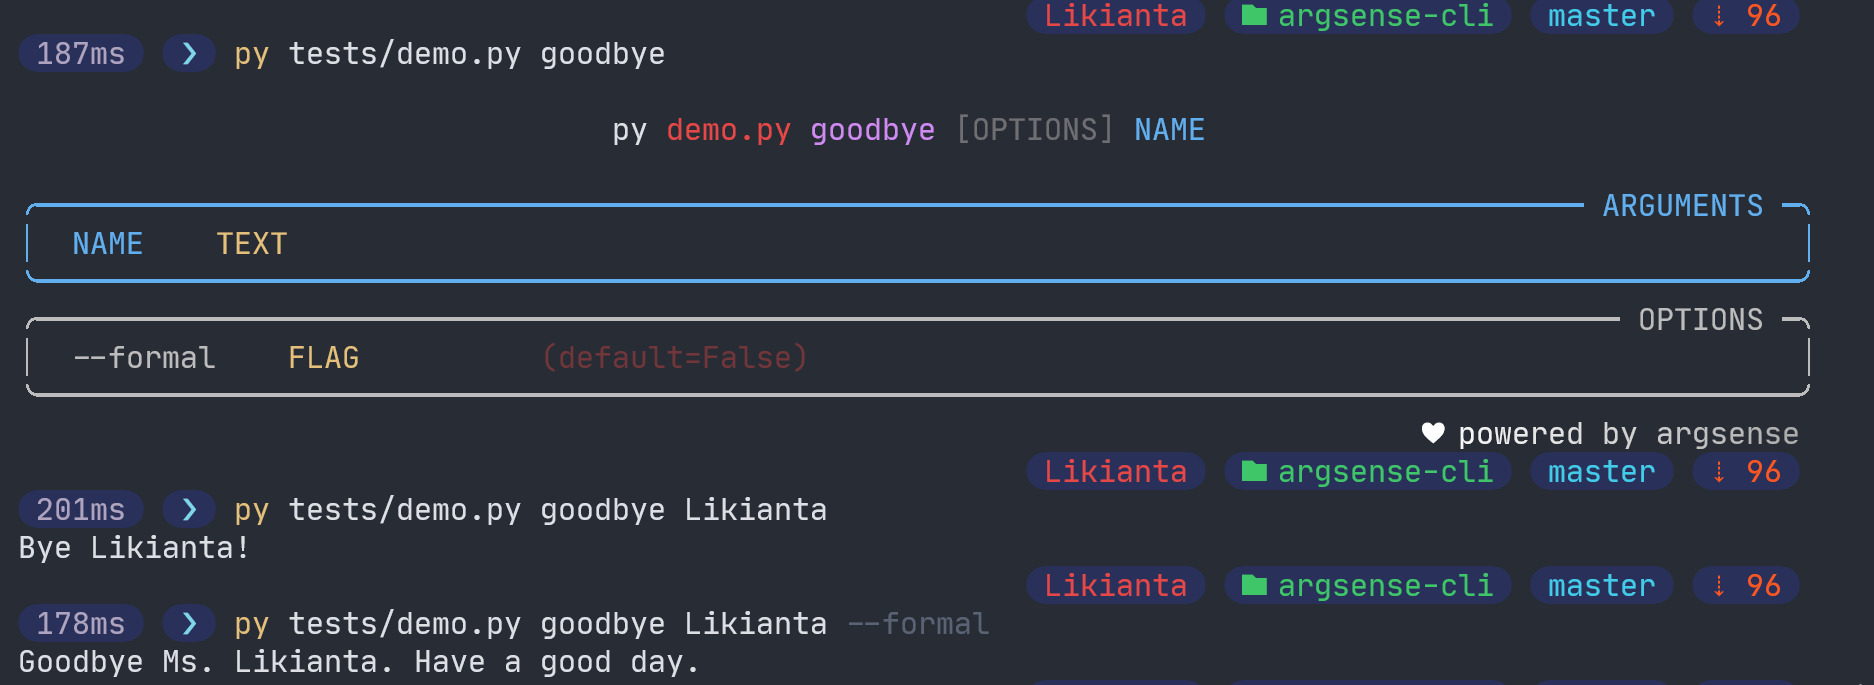 Likianta argsense-cli master ⇣ 96
187ms ❯ py tests/demo.py goodbye
py demo.py goodbye [OPTIONS] NAME
ARGUMENTS
NAME TEXT
OPTIONS
--formal FLAG (default=False)
♥ powered by argsense
Likianta argsense-cli master ⇣ 96
201ms ❯ py tests/demo.py goodbye Likianta
Bye Likianta!
Likianta argsense-cli master ⇣ 96
178ms ❯ py tests/demo.py goodbye Likianta --formal
Goodbye Ms. Likianta. Have a good day.